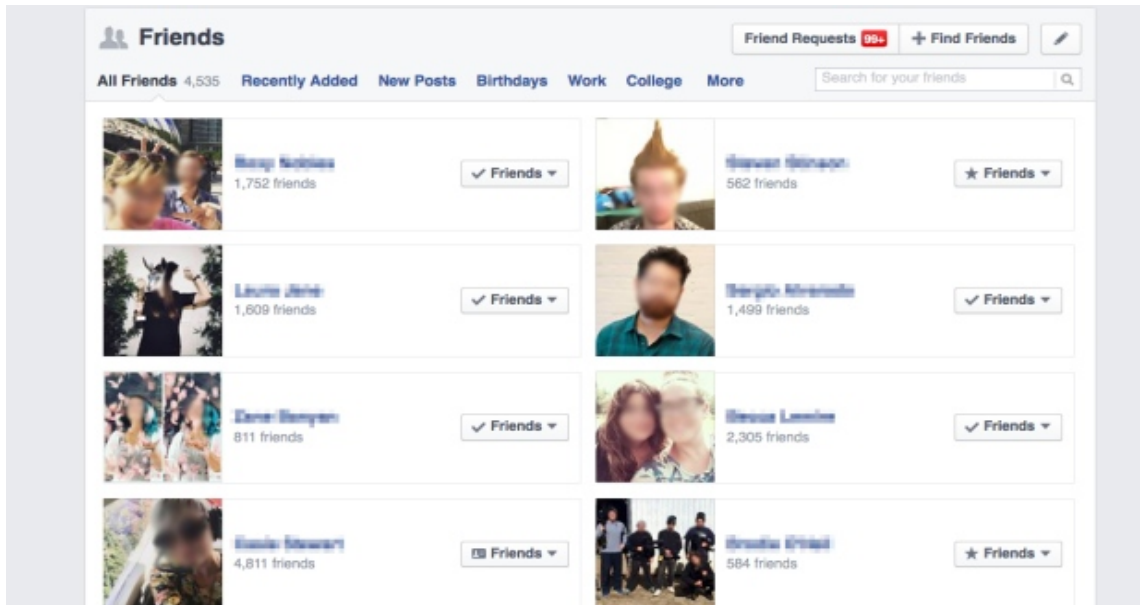 Friends
Friend Requests 99+ Find Friends
All Friends 4,535 Recently Added New Posts Birthdays Work College More Search for your friends
1,752 friends Friends
562 friends Friends
1,609 friends Friends
1,499 friends Friends
811 friends Friends
2,305 friends Friends
4,811 friends Friends
584 friends Friends